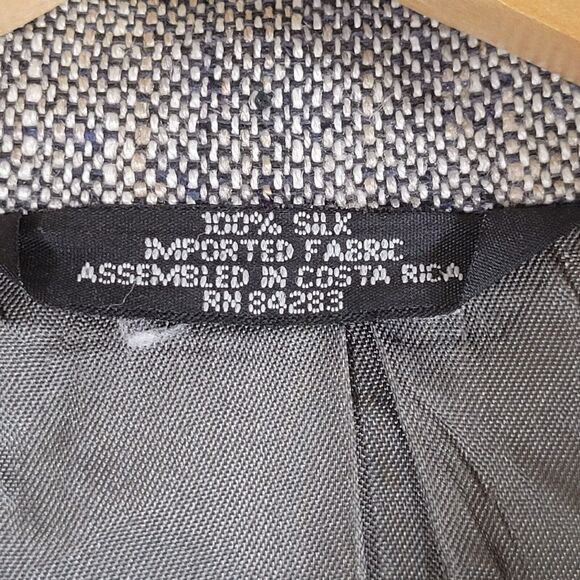 100% SILK
IMPORTED FABRIC
ASSEMBLED IN COSTA RICA
RN 84283